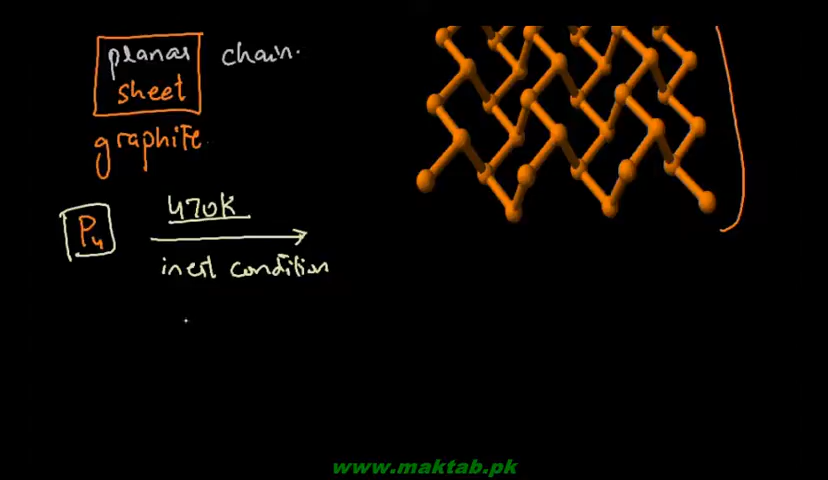 planar chain.
sheet
graphite
P4 470K
inert condition
www.maktab.pk